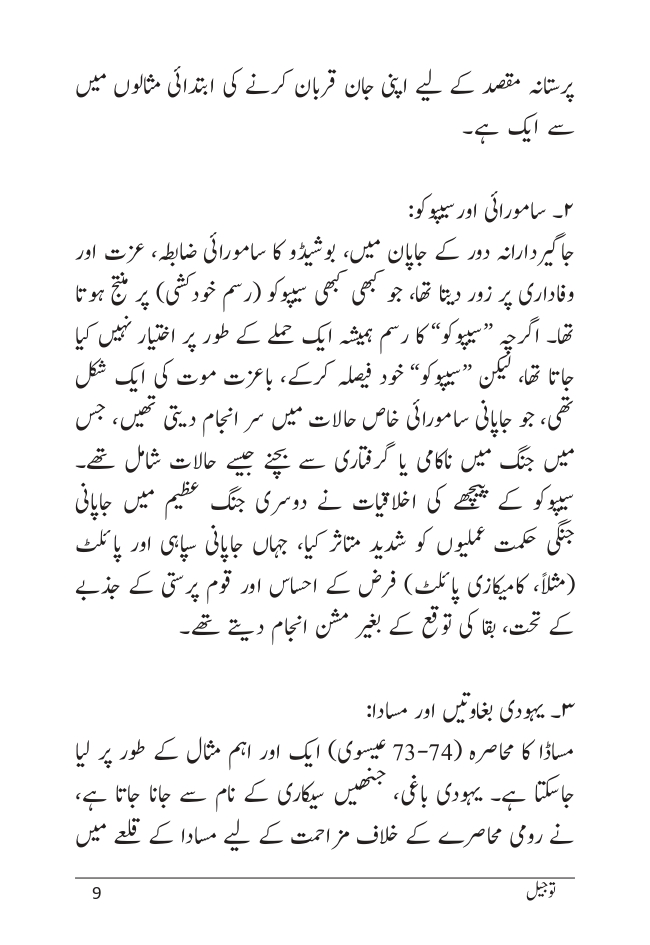 پرستانہ مقصد کے لیے اپنی جان قربان کرنے کی ابتدائی مثالوں میں
سے ایک ہے۔
۲۔ سامورائی اور سیپوکو:
جاگیردارانہ دور کے جاپان میں، بوشیڈو کا سامورائی ضابطہ، عزت اور
وفاداری پر زور دیتا تھا، جو کبھی کبھی سیپوکو (رسم خودکشی) پر منتج ہوتا
تھا۔ اگرچہ ”سیپوکو“ کا رسم ہمیشہ ایک حملے کے طور پر اختیار نہیں کیا
جاتا تھا، لیکن ”سیپوکو“ خود فیصلہ کرکے، باعزت موت کی ایک شکل
تھی، جو جاپانی سامورائی خاص حالات میں سر انجام دیتی تھیں، جس
میں جنگ میں ناکامی یا گرفتاری سے بچنے جیسے حالات شامل تھے۔
سیپوکو کے پیچھے کی اخلاقیات نے دوسری جنگ عظیم میں جاپانی
جنگی حکمت عملیوں کو شدید متاثر کیا، جہاں جاپانی سپاہی اور پائلٹ
(مثلاً، کامیکازی پائلٹ) فرض کے احساس اور قوم پرستی کے جذبے
کے تحت، بقا کی توقع کے بغیر مشن انجام دیتے تھے۔
۳۔ یہودی بغاوتیں اور مسادا:
مساڈا کا محاصرہ (74-73 عیسوی) ایک اور اہم مثال کے طور پر لیا
جاسکتا ہے۔ یہودی باغی، جنھیں سیکاری کے نام سے جانا جاتا ہے،
نے رومی محاصرے کے خلاف مزاحمت کے لیے مسادا کے قلعے میں
توجیل 9